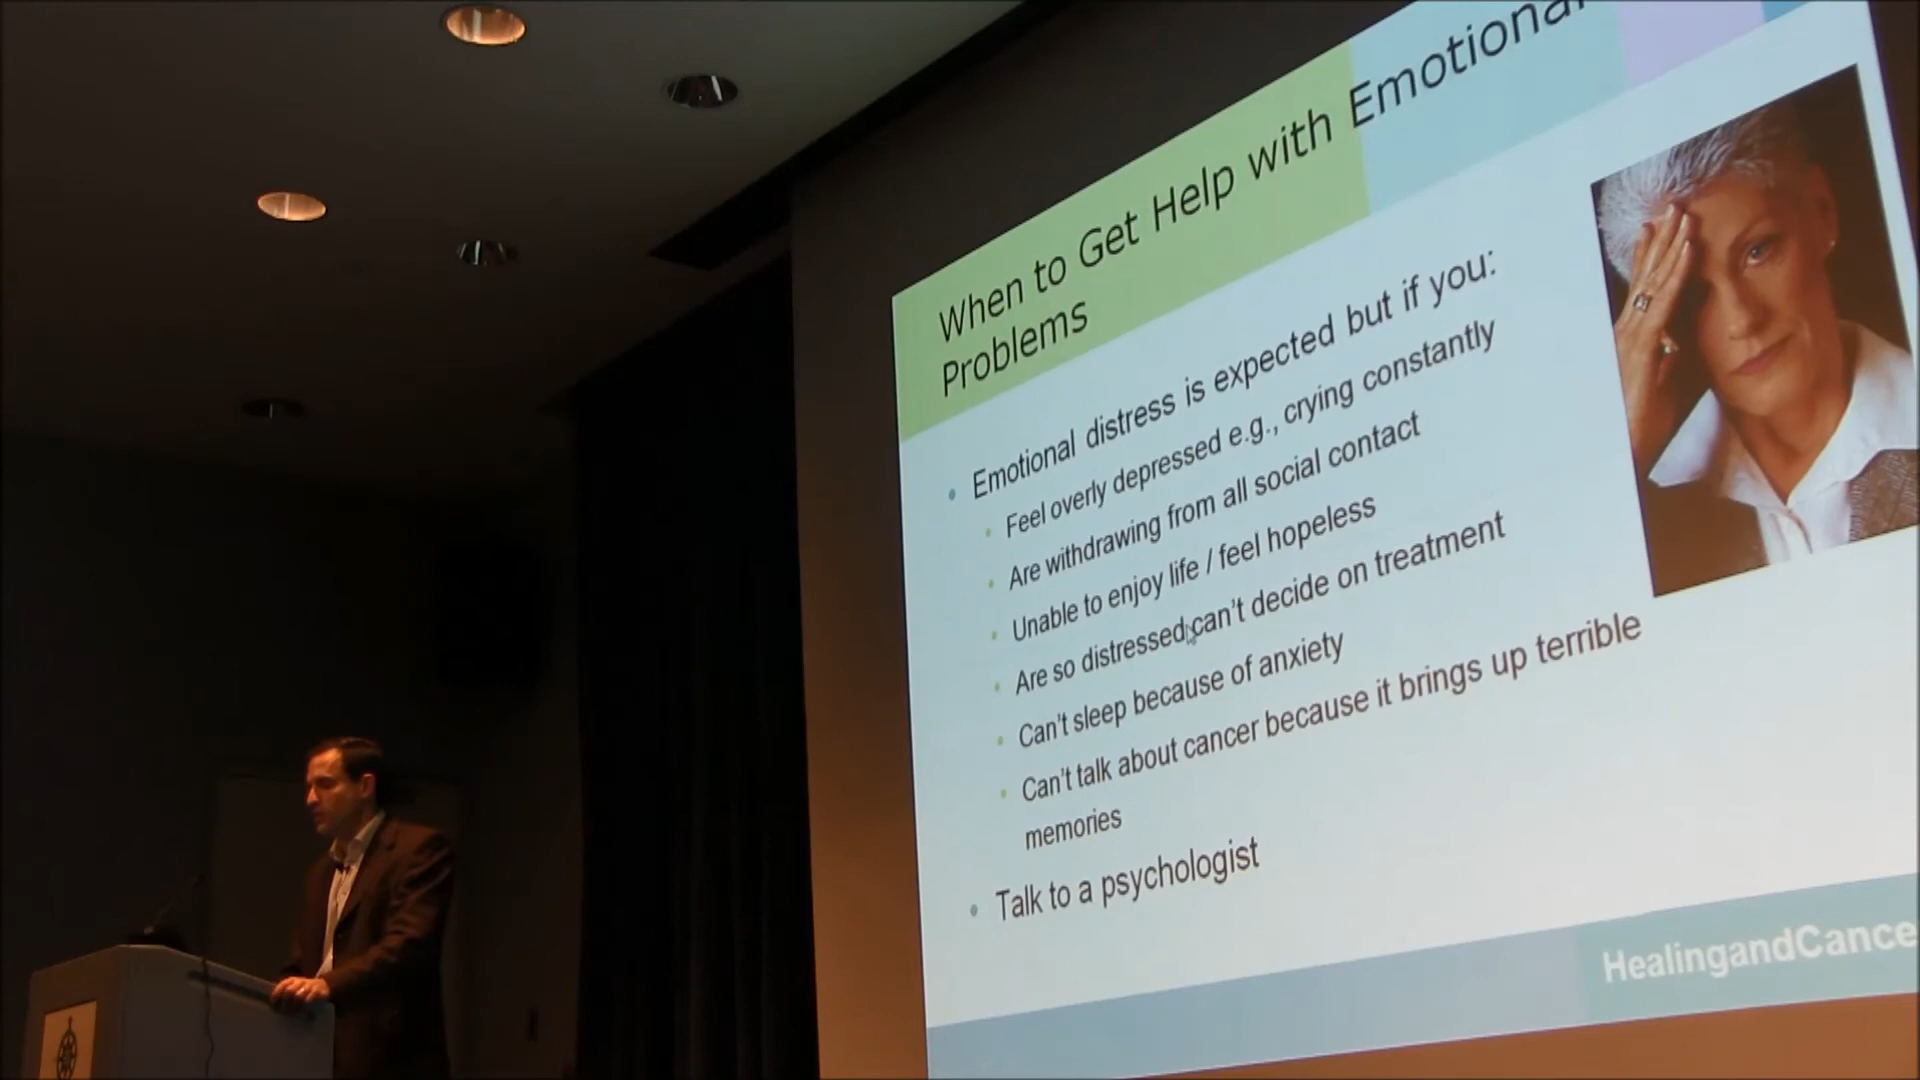 When to Get Help with Emotional
Problems
Emotional distress is expected but if you:
Feel overly depressed e.g., crying constantly
Are withdrawing from all social contact
Unable to enjoy life / feel hopeless
Are so distressed can't decide on treatment
Can't sleep because of anxiety
Can't talk about cancer because it brings up terrible
memories
Talk to a psychologist
HealingandCance